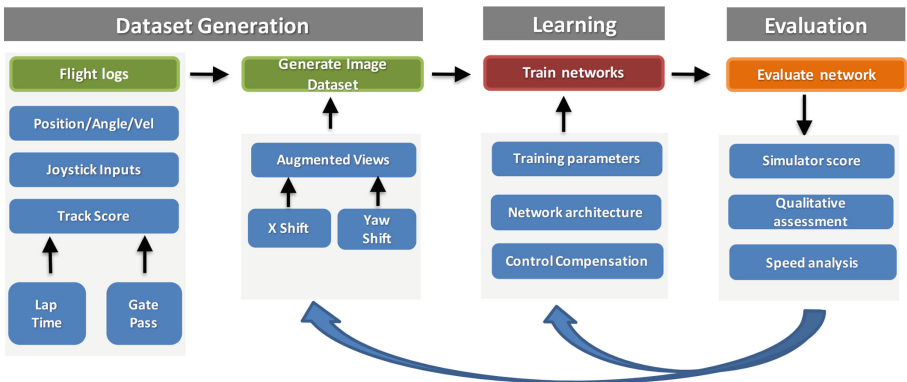 Dataset Generation
Learning
Evaluation
Flight logs
Generate Image
Dataset
Train networks
Evaluate network
Position/Angle/Vel
Joystick Inputs
Track Score
Lap
Time
Gate
Pass
Augmented Views
X Shift
Yaw
Shift
Training parameters
Network architecture
Control Compensation
Simulator score
Qualitative
assessment
Speed analysis